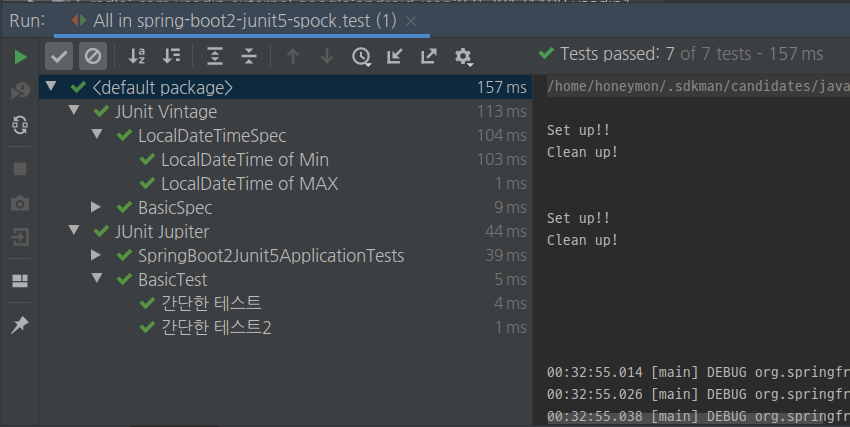 Run: All in spring-boot2-junit5-spock.test (1)
Tests passed: 7 of 7 tests – 157 ms
<default package> 157 ms
JUnit Vintage 113 ms
LocalDateTimeSpec 104 ms
LocalDateTime of Min 103 ms
LocalDateTime of MAX 1 ms
BasicSpec 9 ms
JUnit Jupiter 44 ms
SpringBoot2Junit5ApplicationTests 39 ms
BasicTest 5 ms
간단한 테스트 4 ms
간단한 테스트2 1 ms
/home/honeymon/.sdkman/candidates/java
Set up!!
Clean up!
Set up!!
Clean up!
00:32:55.014 [main] DEBUG org.springfr
00:32:55.026 [main] DEBUG org.springfr
00:32:55.038 [main] DEBUG org.springfr